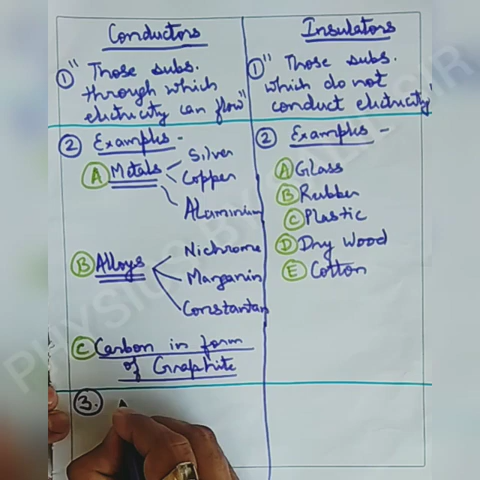 Conductors
① "Those subs.
through which
elictricity can flow"
② Examples -
Ⓐ Metals
Silver
Copper
Aluminium
Ⓑ Alloys
Nichrome
Manganin
Constantan
Ⓒ Carbon in form
of Graphite
③.
Insulators
① "Those subs.
which do not
conduct elictricity"
② Examples -
Ⓐ Glass
Ⓑ Rubber
Ⓒ Plastic
Ⓓ Dry Wood
Ⓔ Cotton